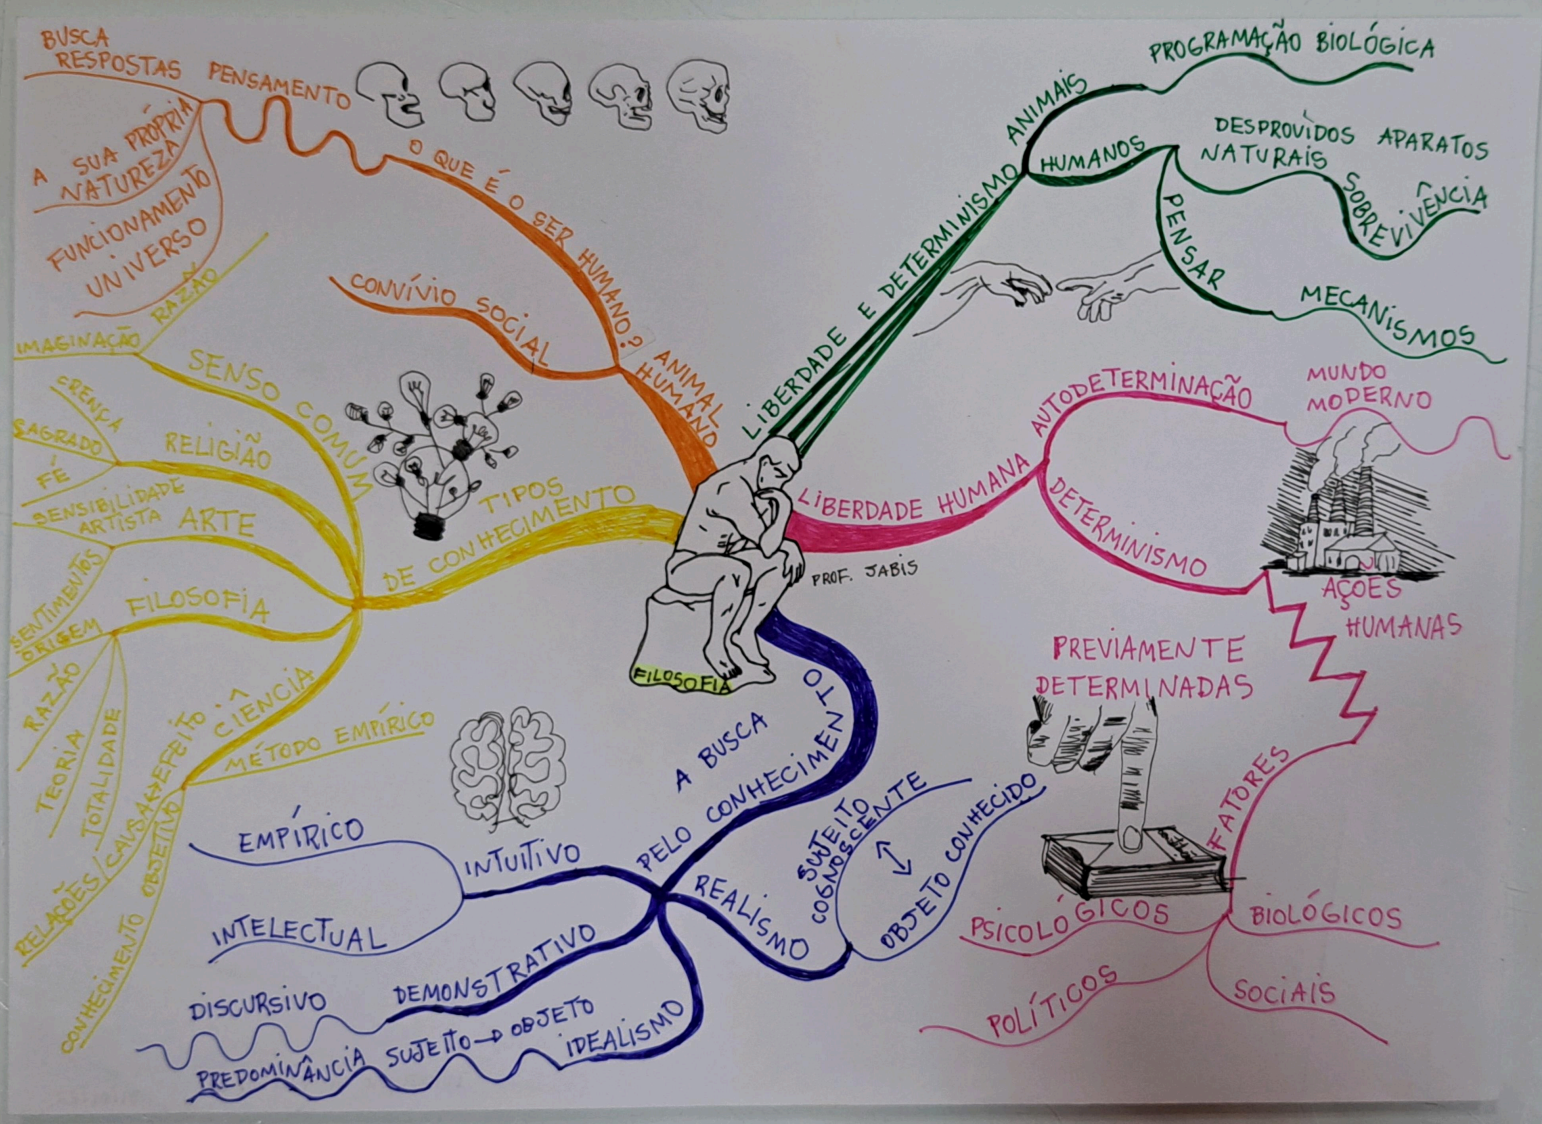 BUSCA
RESPOSTAS
PENSAMENTO
A SUA PRÓPRIA
NATUREZA
FUNCIONAMENTO
UNIVERSO
O QUE É O SER HUMANO?
CONVÍVIO SOCIAL
ANIMAL
HUMANO
LIBERDADE E DETERMINISMO
ANIMAIS
PROGRAMAÇÃO BIOLÓGICA
HUMANOS
DESPROVIDOS APARATOS
NATURAIS
SOBREVIVÊNCIA
PENSAR
MECANISMOS
LIBERDADE HUMANA
AUTODETERMINAÇÃO
MUNDO
MODERNO
DETERMINISMO
AÇÕES
HUMANAS
PREVIAMENTE
DETERMINADAS
FATORES
PSICOLÓGICOS
BIOLÓGICOS
POLÍTICOS
SOCIAIS
PROF. JABIS
FILOSOFIA
TIPOS
DE CONHECIMENTO
SENSO COMUM
RAZÃO
IMAGINAÇÃO
RELIGIÃO
CRENÇA
SAGRADO
FÉ
ARTE
SENSIBILIDADE
ARTISTA
SENTIMENTOS
FILOSOFIA
ORIGEM
RAZÃO
TEORIA
TOTALIDADE
CIÊNCIA
MÉTODO EMPÍRICO
RELAÇÕES/CAUSA↔EFEITO
CONHECIMENTO OBJETIVO
A BUSCA
PELO CONHECIMENTO
INTUITIVO
EMPÍRICO
INTELECTUAL
DEMONSTRATIVO
DISCURSIVO
IDEALISMO
PREDOMINÂNCIA SUJEITO→OBJETO
REALISMO
SUJEITO
COGNOSCENTE
OBJETO CONHECIDO